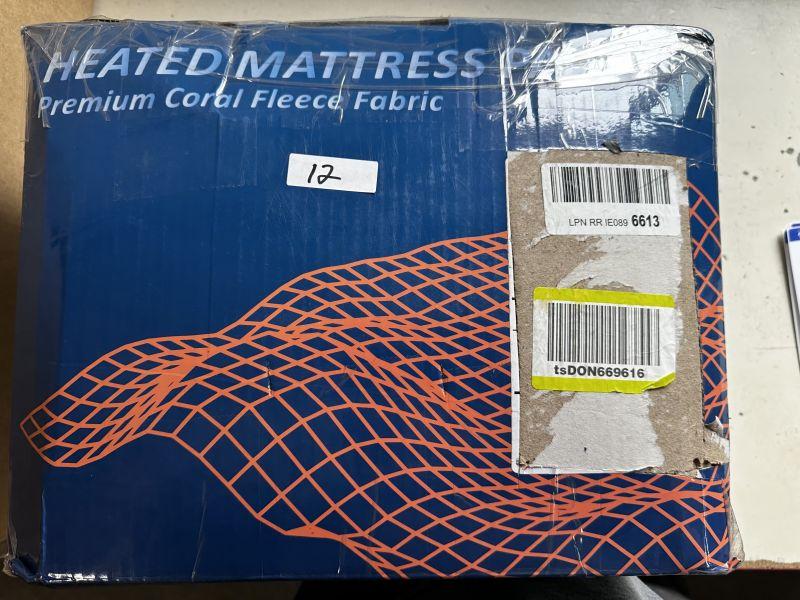 HEATED MATTRESS
Premium Coral Fleece Fabric
12
LPN RR IE089 6613
tsDON669616